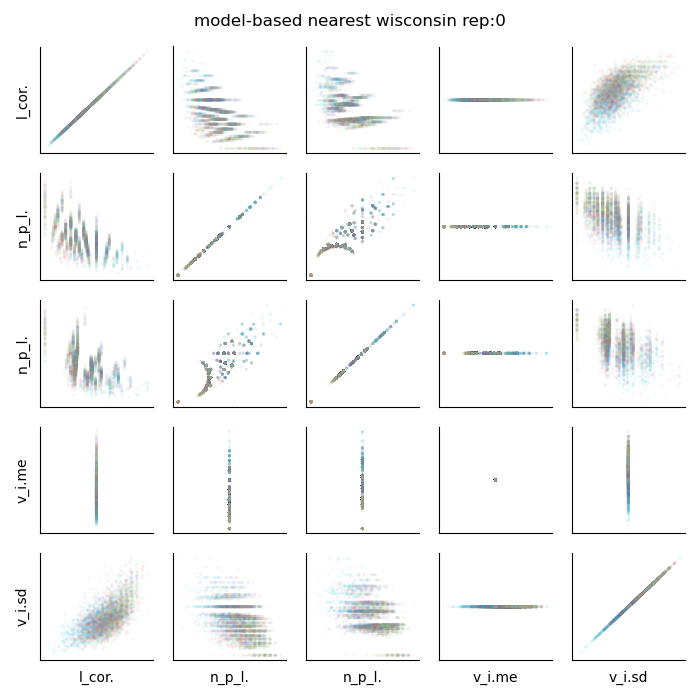 model-based nearest wisconsin rep:0
l_cor.
n_p_l.
n_p_l.
v_i.me
v_i.sd
l_cor.
n_p_l.
n_p_l.
v_i.me
v_i.sd